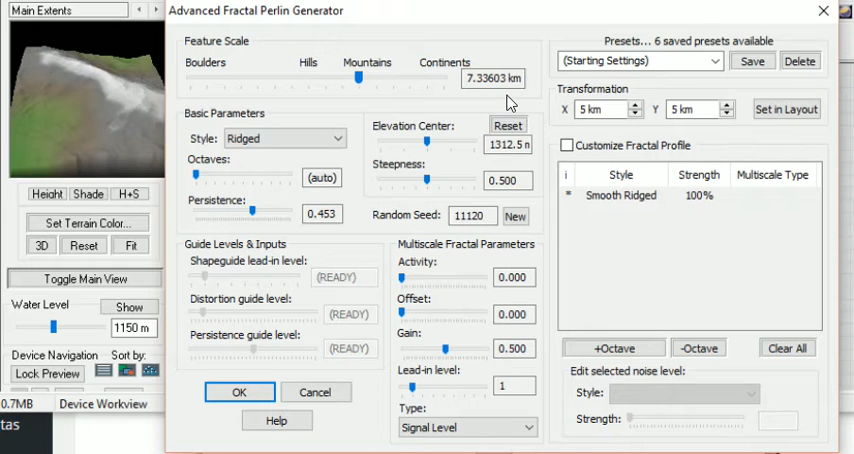 Main Extents
Height Shade H+S
Set Terrain Color...
3D Reset Fit
Toggle Main View
Water Level Show
1150 m
Device Navigation Sort by:
Lock Preview
0.7MB Device Workview
tas
Advanced Fractal Perlin Generator
Feature Scale
Boulders Hills Mountains Continents
7.33603 km
Basic Parameters
Style: Ridged
Octaves:
(auto)
Persistence:
0.453
Elevation Center: Reset
1312.5 n
Steepness:
0.500
Random Seed: 11120 New
Guide Levels & Inputs
Shapeguide lead-in level:
(READY)
Distortion guide level:
(READY)
Persistence guide level:
(READY)
OK Cancel
Help
Multiscale Fractal Parameters
Activity:
0.000
Offset:
0.000
Gain:
0.500
Lead-in level:
1
Type:
Signal Level
Presets... 6 saved presets available
(Starting Settings) Save Delete
Transformation
X 5 km Y 5 km Set in Layout
Customize Fractal Profile
i Style Strength Multiscale Type
* Smooth Ridged 100%
+Octave -Octave Clear All
Edit selected noise level:
Style:
Strength: